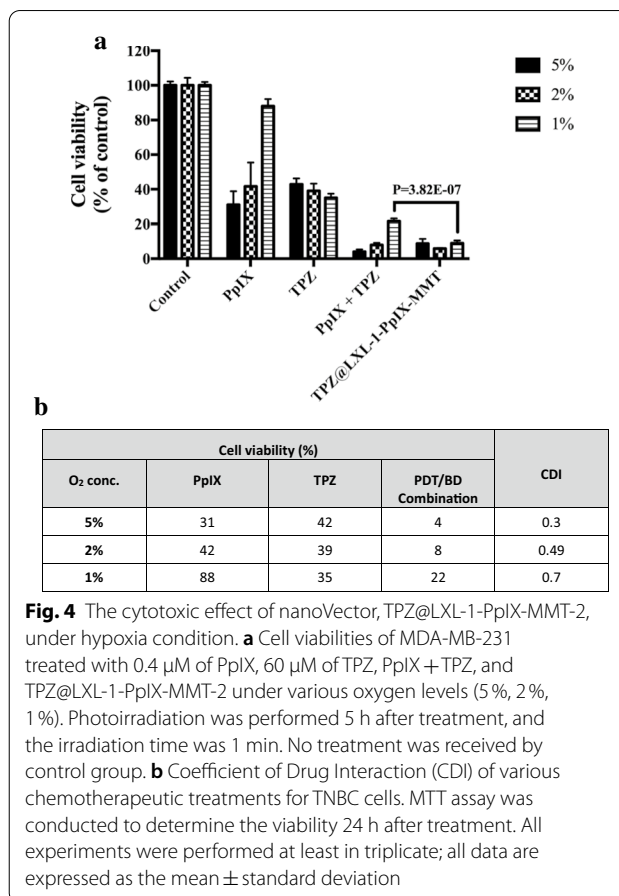 a
120
100
80
60
40
20
0
Cell viability
(% of control)
5%
2%
1%
P=3.82E-07
Control
PpIX
TPZ
PpIX + TPZ
TPZ@LXL-1-PpIX-MMT
b
Cell viability (%) CDI
O₂ conc. PpIX TPZ PDT/BD Combination
5% 31 42 4 0.3
2% 42 39 8 0.49
1% 88 35 22 0.7
Fig. 4 The cytotoxic effect of nanoVector, TPZ@LXL-1-PpIX-MMT-2,
under hypoxia condition. a Cell viabilities of MDA-MB-231
treated with 0.4 μM of PpIX, 60 μM of TPZ, PpIX + TPZ, and
TPZ@LXL-1-PpIX-MMT-2 under various oxygen levels (5%, 2%,
1%). Photoirradiation was performed 5 h after treatment, and
the irradiation time was 1 min. No treatment was received by
control group. b Coefficient of Drug Interaction (CDI) of various
chemotherapeutic treatments for TNBC cells. MTT assay was
conducted to determine the viability 24 h after treatment. All
experiments were performed at least in triplicate; all data are
expressed as the mean ± standard deviation